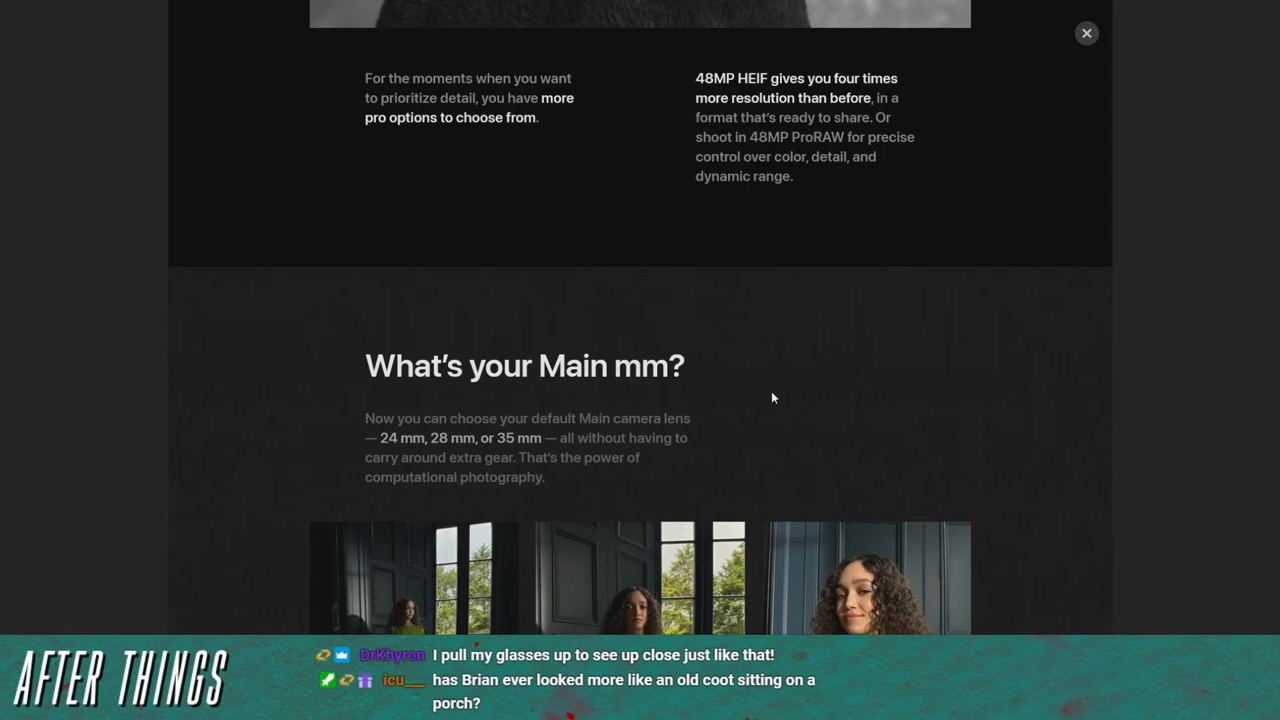 For the moments when you want
to prioritize detail, you have more
pro options to choose from.
48MP HEIF gives you four times
more resolution than before, in a
format that's ready to share. Or
shoot in 48MP ProRAW for precise
control over color, detail, and
dynamic range.
What's your Main mm?
Now you can choose your default Main camera lens
— 24 mm, 28 mm, or 35 mm — all without having to
carry around extra gear. That's the power of
computational photography.
AFTER THINGS
DrKhyron I pull my glasses up to see up close just like that!
icu___ has Brian ever looked more like an old coot sitting on a
porch?